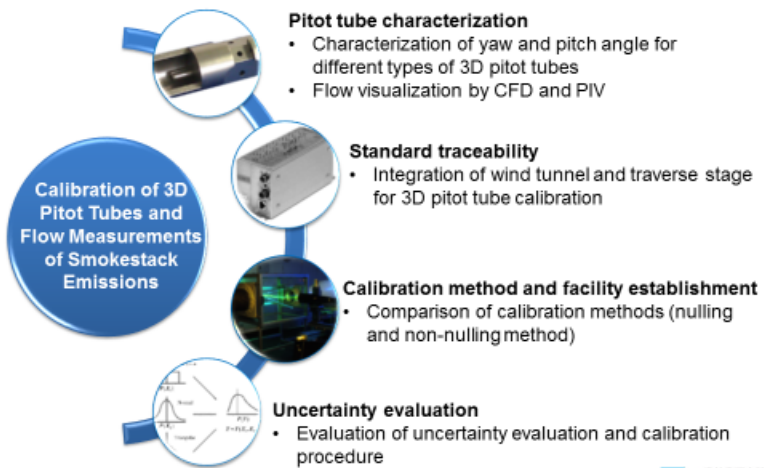 Pitot tube characterization
• Characterization of yaw and pitch angle for
different types of 3D pitot tubes
• Flow visualization by CFD and PIV
Standard traceability
• Integration of wind tunnel and traverse stage
for 3D pitot tube calibration
Calibration of 3D
Pitot Tubes and
Flow Measurements
of Smokestack
Emissions
Calibration method and facility establishment
• Comparison of calibration methods (nulling
and non-nulling method)
Uncertainty evaluation
• Evaluation of uncertainty evaluation and calibration
procedure